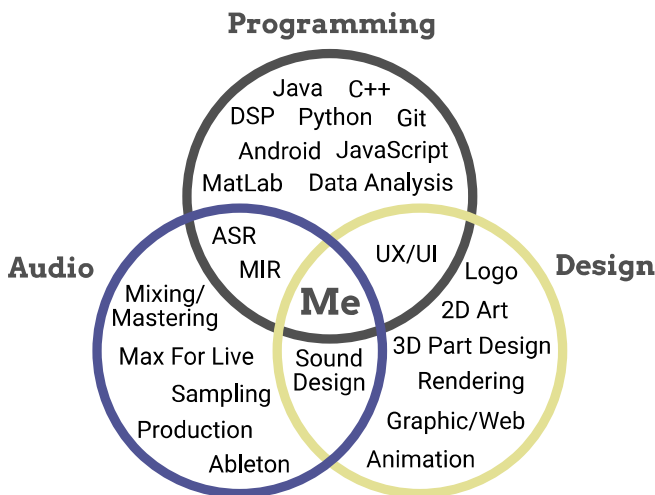 Programming
Java C++
DSP Python Git
Android JavaScript
MatLab Data Analysis
ASR
UX/UI
Audio
MIR
Logo
Design
Me
Mixing/
Mastering
2D Art
Max For Live
Sound
Design
3D Part Design
Sampling
Rendering
Production
Graphic/Web
Ableton
Animation